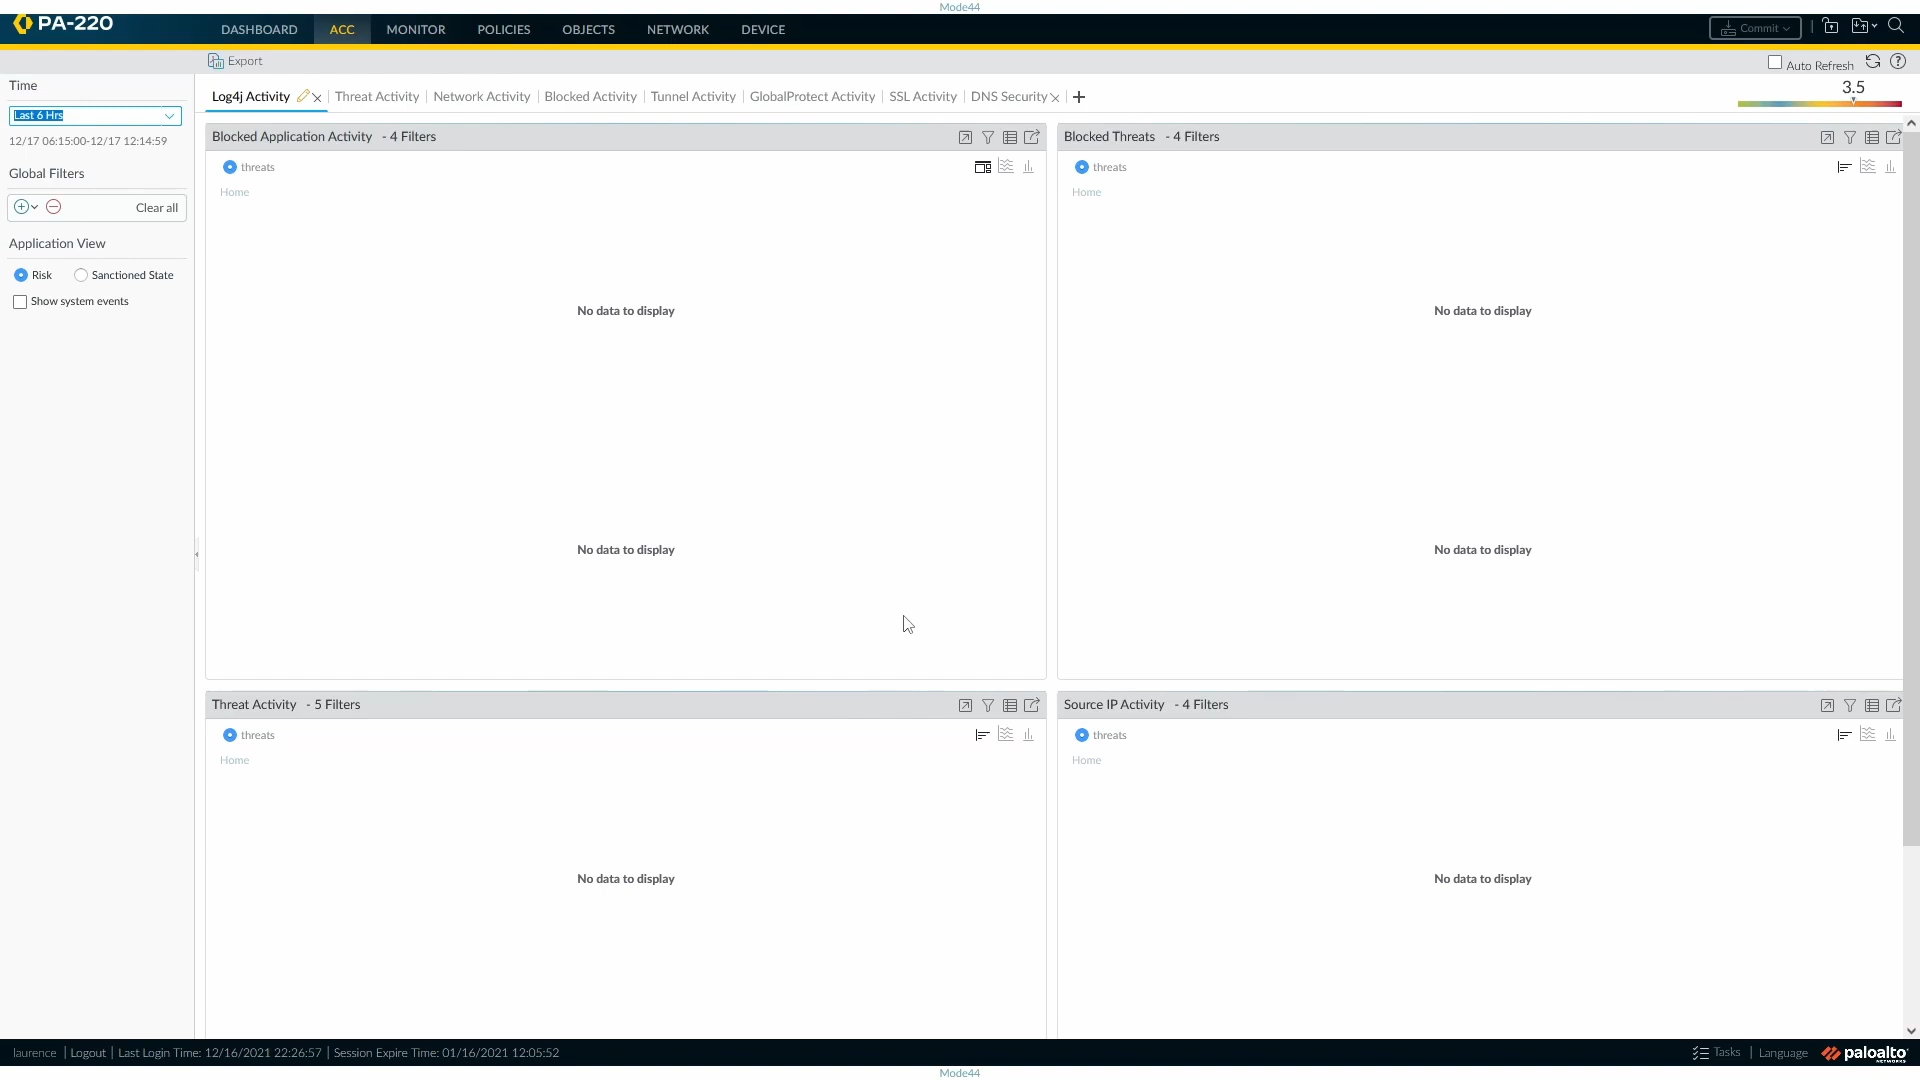 Mode44
PA-220
DASHBOARD ACC MONITOR POLICIES OBJECTS NETWORK DEVICE
Commit
Export
Auto Refresh
Time
Last 6 Hrs
12/17 06:15:00-12/17 12:14:59
Global Filters
Clear all
Application View
Risk Sanctioned State
Show system events
Log4j Activity Threat Activity Network Activity Blocked Activity Tunnel Activity GlobalProtect Activity SSL Activity DNS Security
3.5
Blocked Application Activity - 4 Filters
threats
Home
No data to display
No data to display
Blocked Threats - 4 Filters
threats
Home
No data to display
No data to display
Threat Activity - 5 Filters
threats
Home
No data to display
Source IP Activity - 4 Filters
threats
Home
No data to display
laurence | Logout | Last Login Time: 12/16/2021 22:26:57 | Session Expire Time: 01/16/2021 12:05:52
Tasks | Language
paloalto
NETWORKS
Mode44